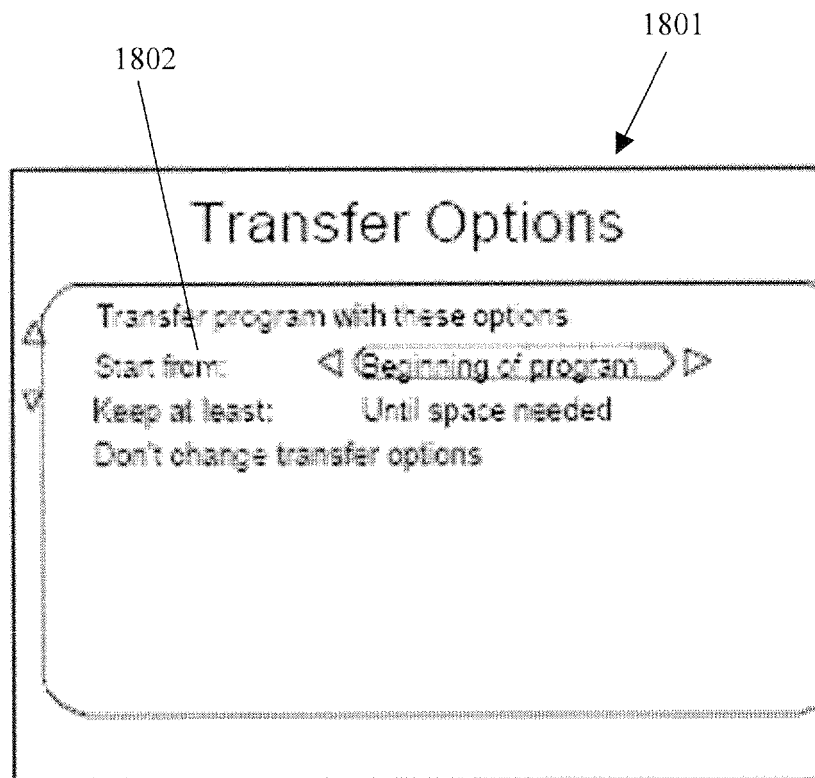 1801
1802
Transfer Options
Transfer program with these options
Start from: Beginning of program
Keep at least: Until space needed
Don't change transfer options